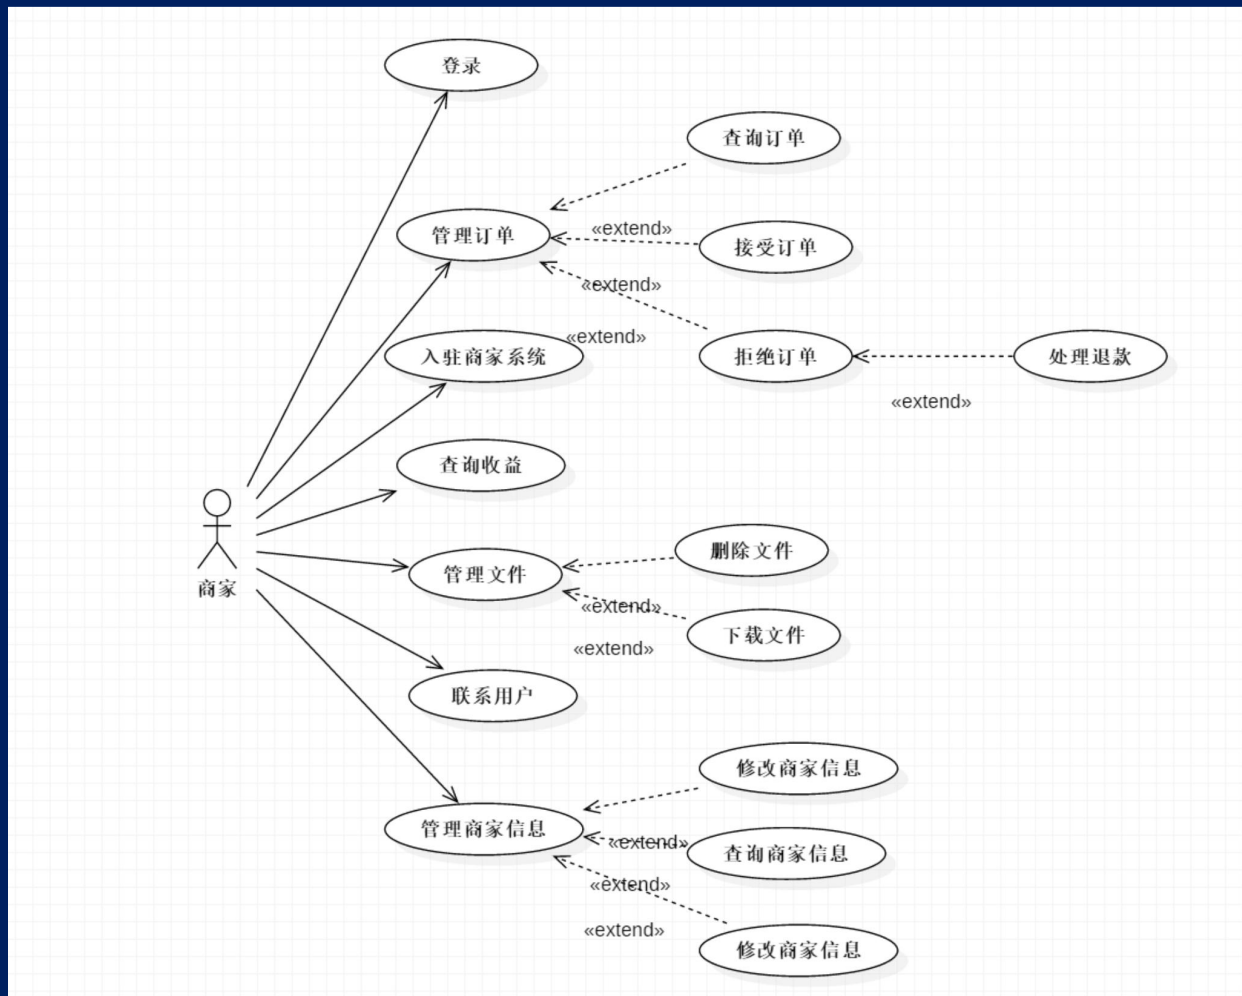 登录
查询订单
管理订单
«extend»
接受订单
«extend»
«extend»
入驻商家系统
拒绝订单
处理退款
«extend»
查询收益
商家
管理文件
删除文件
«extend»
下载文件
«extend»
联系用户
修改商家信息
管理商家信息
«extend»
查询商家信息
«extend»
«extend»
修改商家信息